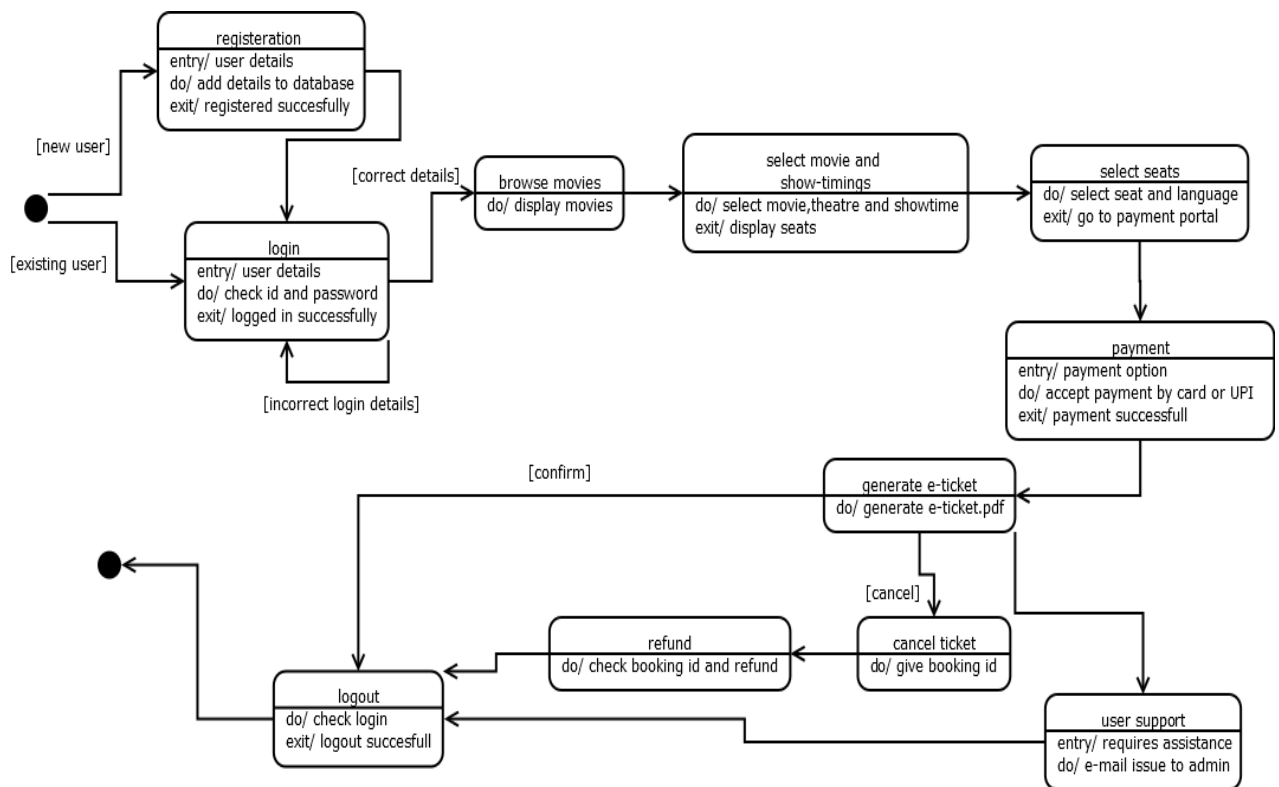 registeration
entry/ user details
do/ add details to database
exit/ registered succesfully
[new user]
[existing user]
login
entry/ user details
do/ check id and password
exit/ logged in successfully
[incorrect login details]
[correct details]
browse movies
do/ display movies
select movie and
show-timings
do/ select movie,theatre and showtime
exit/ display seats
select seats
do/ select seat and language
exit/ go to payment portal
payment
entry/ payment option
do/ accept payment by card or UPI
exit/ payment successfull
generate e-ticket
do/ generate e-ticket.pdf
[confirm]
[cancel]
cancel ticket
do/ give booking id
refund
do/ check booking id and refund
logout
do/ check login
exit/ logout succesfull
user support
entry/ requires assistance
do/ e-mail issue to admin